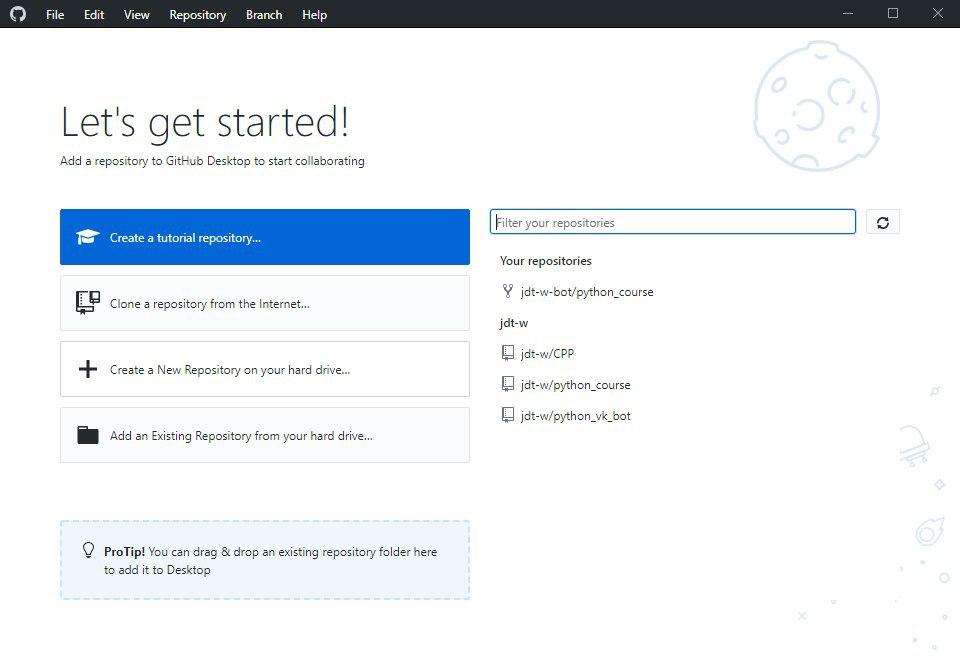 File Edit View Repository Branch Help
Let's get started!
Add a repository to GitHub Desktop to start collaborating
Create a tutorial repository...
Clone a repository from the Internet...
Create a New Repository on your hard drive...
Add an Existing Repository from your hard drive...
ProTip! You can drag & drop an existing repository folder here
to add it to Desktop
Filter your repositories
Your repositories
jdt-w-bot/python_course
jdt-w
jdt-w/CPP
jdt-w/python_course
jdt-w/python_vk_bot